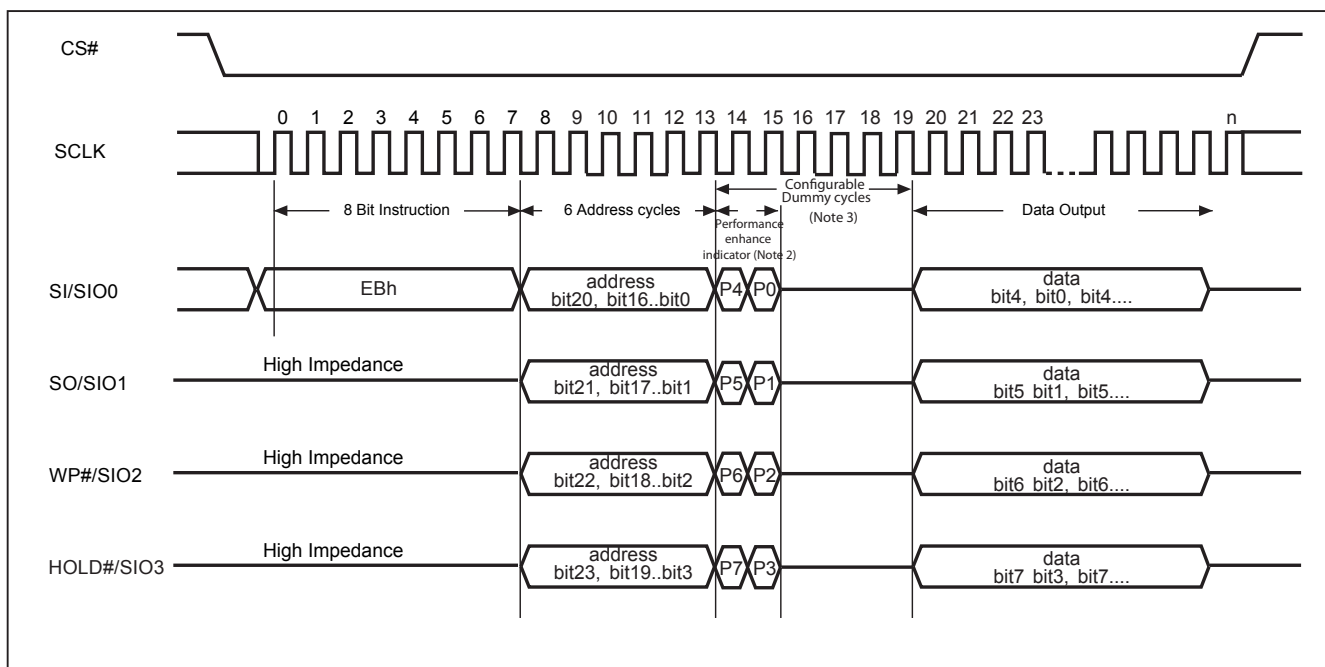 CS#
0 1 2 3 4 5 6 7 8 9 10 11 12 13 14 15 16 17 18 19 20 21 22 23 n
SCLK
8 Bit Instruction
6 Address cycles
Configurable
Dummy cycles
(Note 3)
Data Output
Performance
enhance
indicator (Note 2)
SI/SIO0
EBh
address
bit20, bit16..bit0
P4 P0
data
bit4, bit0, bit4....
SO/SIO1
High Impedance
address
bit21, bit17..bit1
P5 P1
data
bit5 bit1, bit5....
WP#/SIO2
High Impedance
address
bit22, bit18..bit2
P6 P2
data
bit6 bit2, bit6....
HOLD#/SIO3
High Impedance
address
bit23, bit19..bit3
P7 P3
data
bit7 bit3, bit7....